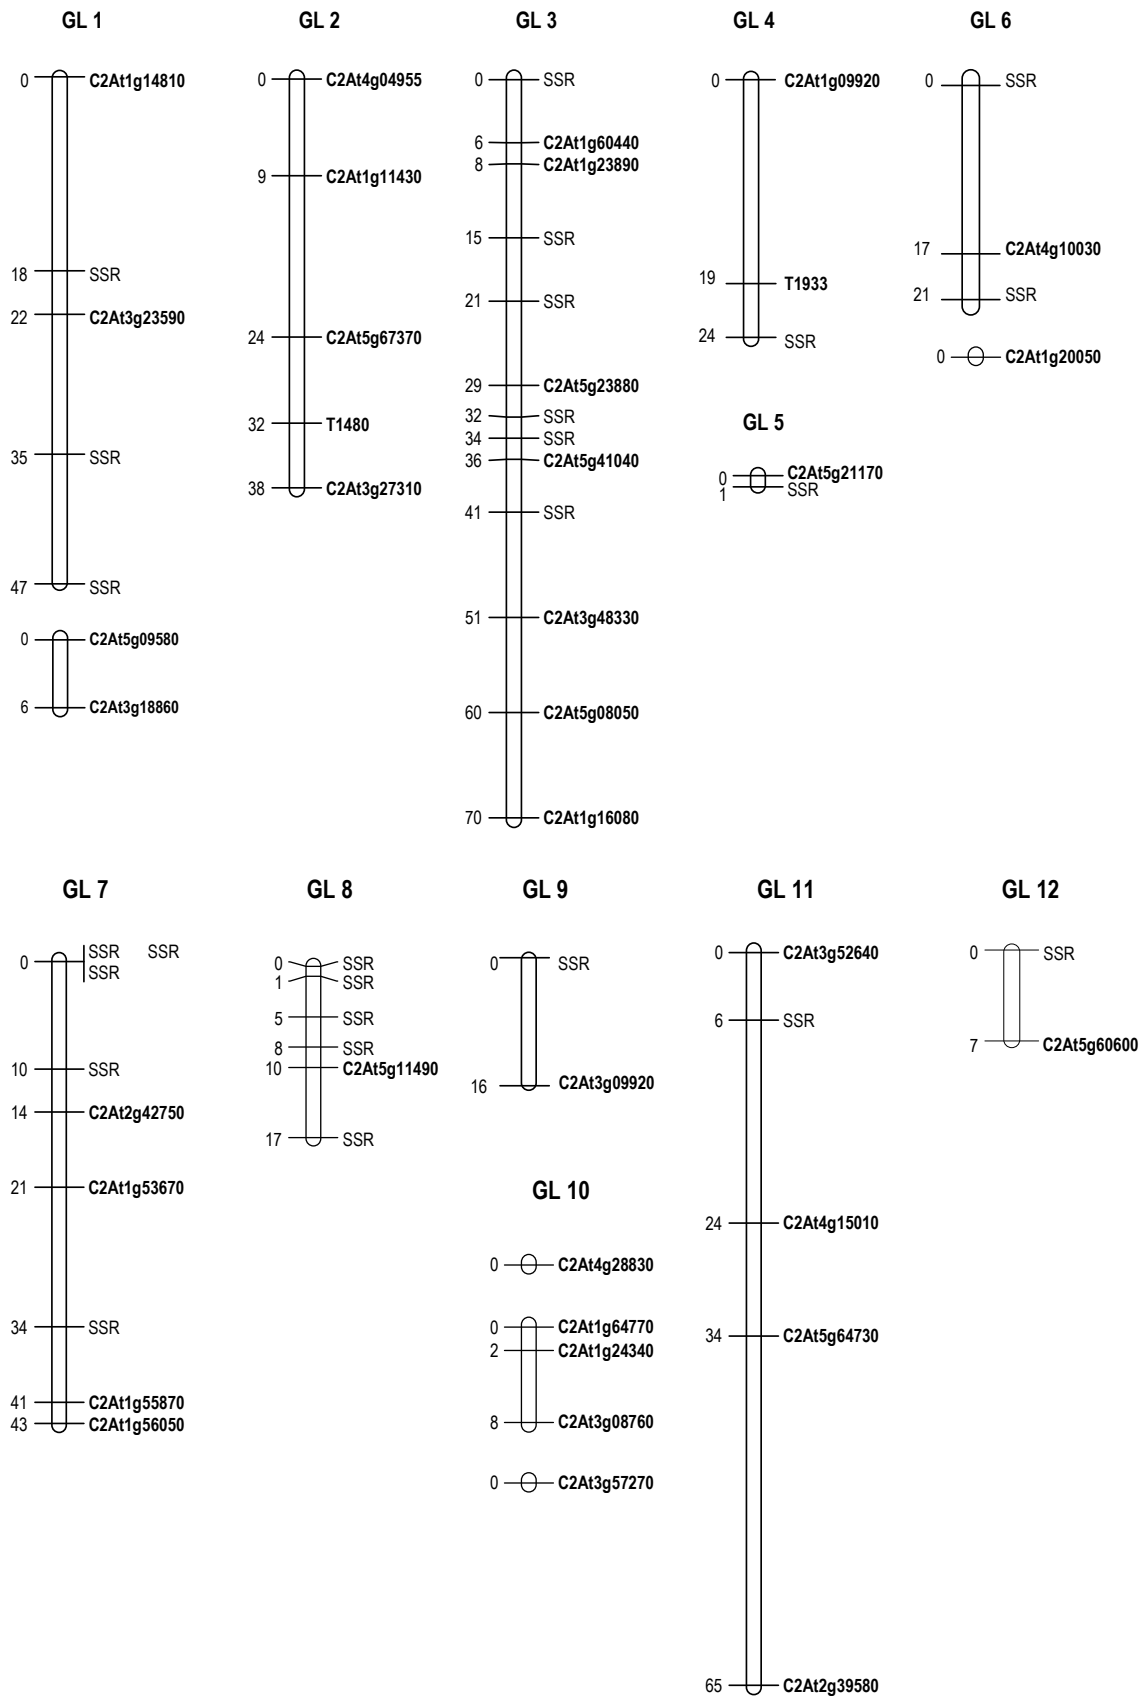 GL 1
0 C2At1g14810
18 SSR
22 C2At3g23590
35 SSR
47 SSR
0 C2At5g09580
6 C2At3g18860
GL 2
0 C2At4g04955
9 C2At1g11430
24 C2At5g67370
32 T1480
38 C2At3g27310
GL 3
0 SSR
6 C2At1g60440
8 C2At1g23890
15 SSR
21 SSR
29 C2At5g23880
32 SSR
34 SSR
36 C2At5g41040
41 SSR
51 C2At3g48330
60 C2At5g08050
70 C2At1g16080
GL 4
0 C2At1g09920
19 T1933
24 SSR
GL 5
0 C2At5g21170
1 SSR
GL 6
0 SSR
17 C2At4g10030
21 SSR
0 C2At1g20050
GL 7
0 SSR SSR
SSR
10 SSR
14 C2At2g42750
21 C2At1g53670
34 SSR
41 C2At1g55870
43 C2At1g56050
GL 8
0 SSR
1 SSR
5 SSR
8 SSR
10 C2At5g11490
17 SSR
GL 9
0 SSR
16 C2At3g09920
GL 10
0 C2At4g28830
0 C2At1g64770
2 C2At1g24340
8 C2At3g08760
0 C2At3g57270
GL 11
0 C2At3g52640
6 SSR
24 C2At4g15010
34 C2At5g64730
65 C2At2g39580
GL 12
0 SSR
7 C2At5g60600